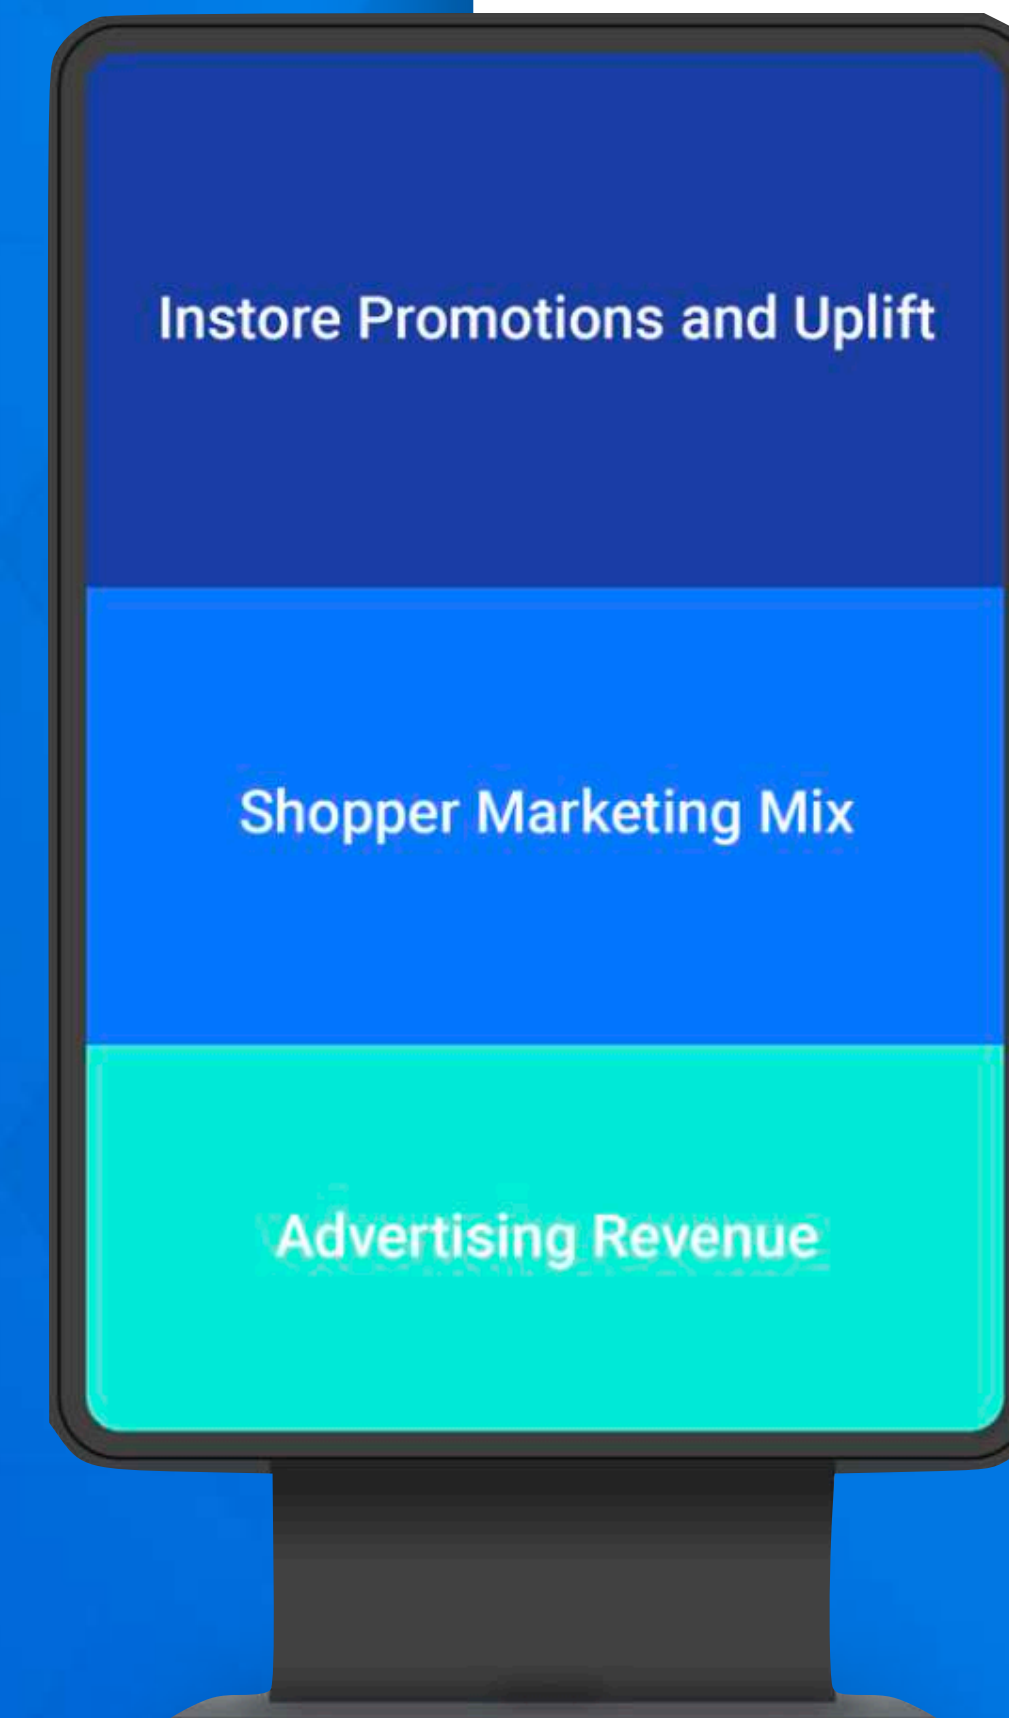 Instore Promotions and Uplift
Shopper Marketing Mix
Advertising Revenue